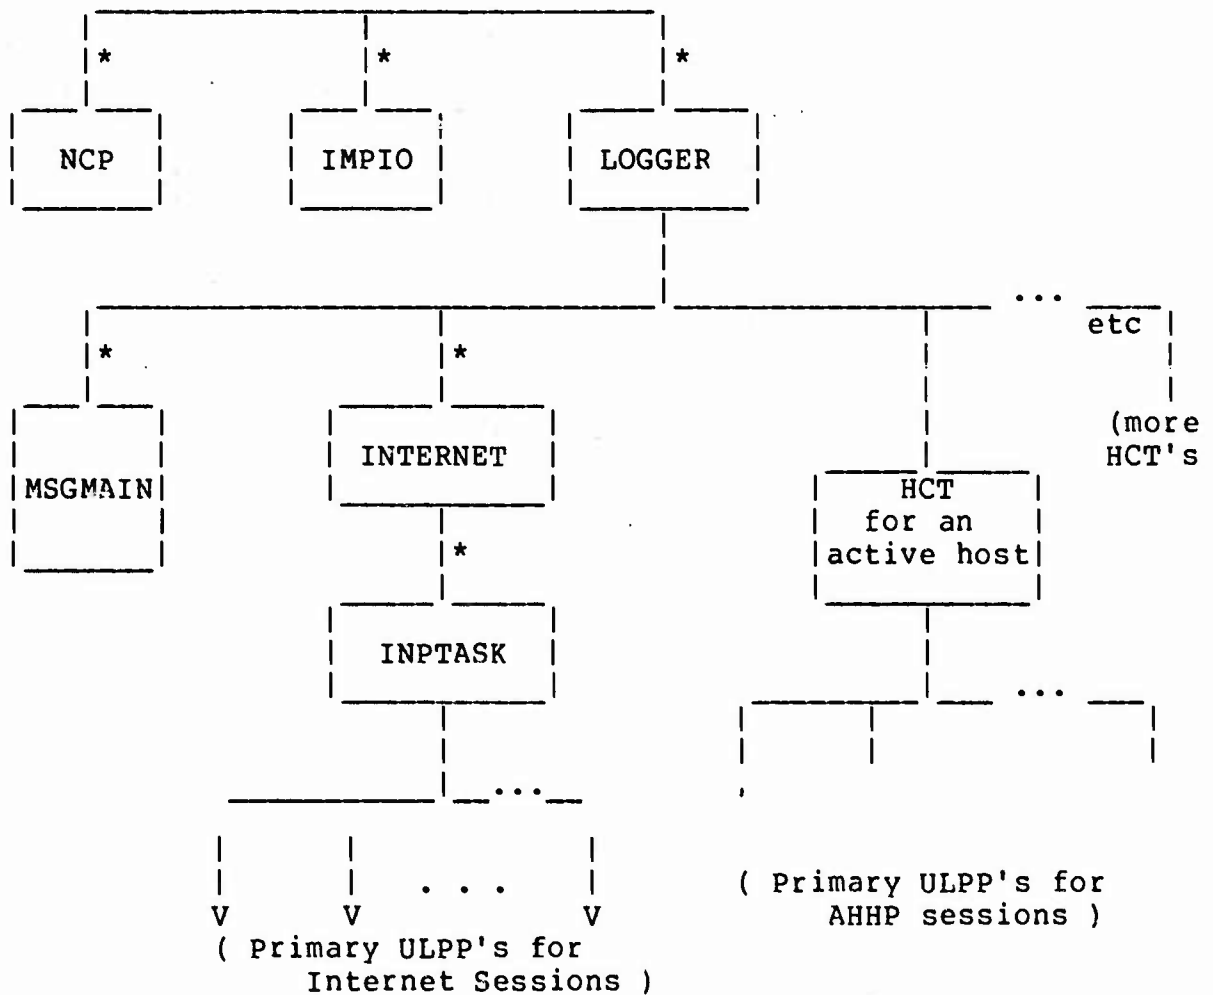 * * *
NCP IMPIO LOGGER
...
etc
* *
(more
HCT's
INTERNET
MSGMAIN
HCT
for an
active host
*
INPTASK
...
...
. . .
V V V
( Primary ULPP's for
Internet Sessions )
( Primary ULPP's for
AHHP sessions )